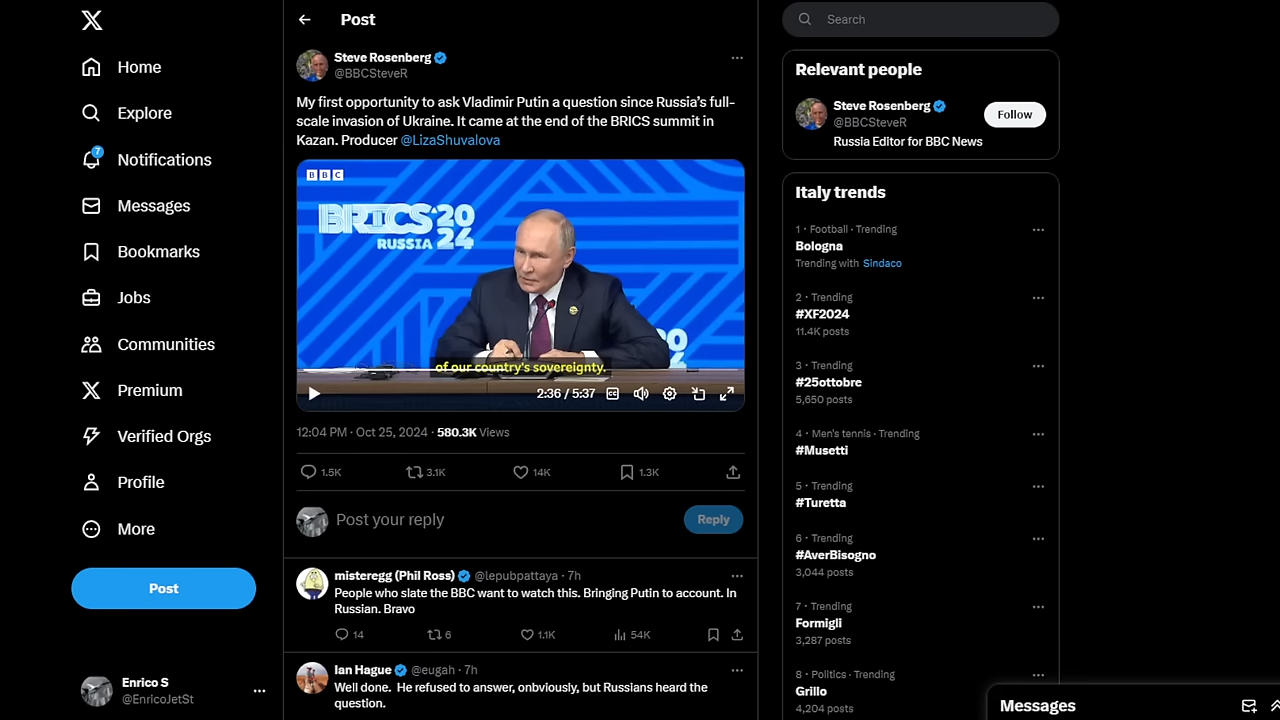 Home
Explore
7
Notifications
Messages
Bookmarks
Jobs
Communities
Premium
Verified Orgs
Profile
More
Post
Enrico S
@EnricoJetSt
Post
Steve Rosenberg
@BBCSteveR
My first opportunity to ask Vladimir Putin a question since Russia's full-
scale invasion of Ukraine. It came at the end of the BRICS summit in
Kazan. Producer @LizaShuvalova
BBC
BRICS 20
RUSSIA 24
of our country's sovereignty.
2:36 / 5:37
12:04 PM · Oct 25, 2024 · 580.3K Views
1.5K 3.1K 14K 1.3K
Post your reply
Reply
misteregg (Phil Ross) @lepubpattaya · 7h
People who slate the BBC want to watch this. Bringing Putin to account. In
Russian. Bravo
14 6 1.1K 54K
Ian Hague @eugah · 7h
Well done.  He refused to answer, onbviously, but Russians heard the
question.
Search
Relevant people
Steve Rosenberg
@BBCSteveR
Follow
Russia Editor for BBC News
Italy trends
1 · Football · Trending
Bologna
Trending with Sindaco
2 · Trending
#XF2024
11.4K posts
3 · Trending
#25ottobre
5,650 posts
4 · Men's tennis · Trending
#Musetti
5 · Trending
#Turetta
6 · Trending
#AverBisogno
3,044 posts
7 · Trending
Formigli
3,287 posts
8 · Politics · Trending
Grillo
4,204 posts
Messages